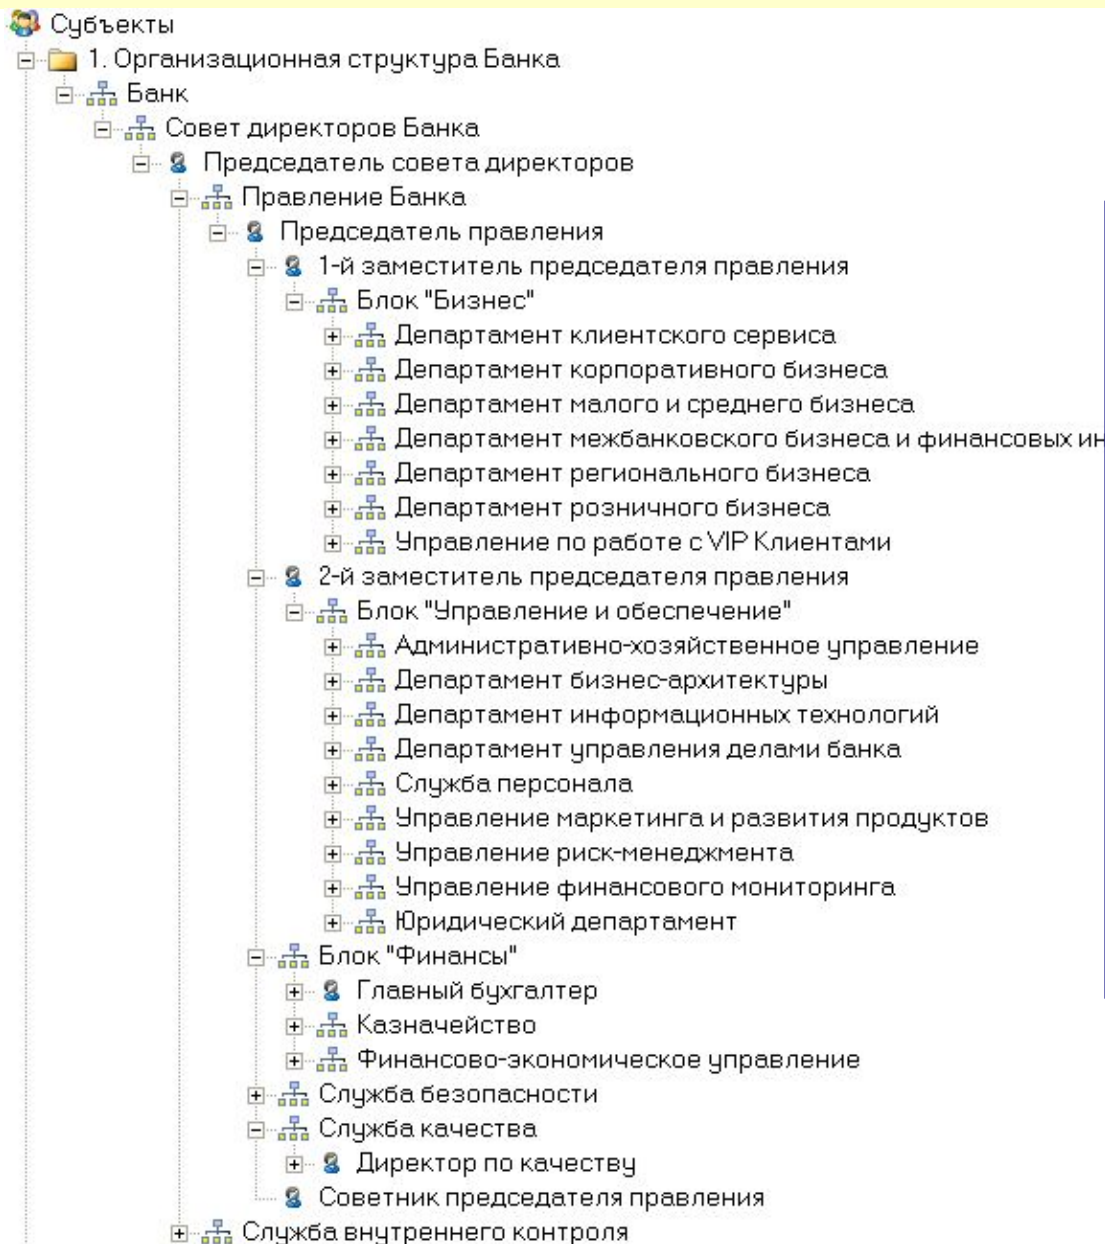 Субъекты
1. Организационная структура Банка
Банк
Совет директоров Банка
Председатель совета директоров
Правление Банка
Председатель правления
1-й заместитель председателя правления
Блок "Бизнес"
Департамент клиентского сервиса
Департамент корпоративного бизнеса
Департамент малого и среднего бизнеса
Департамент межбанковского бизнеса и финансовых ин
Департамент регионального бизнеса
Департамент розничного бизнеса
Управление по работе с VIP Клиентами
2-й заместитель председателя правления
Блок "Управление и обеспечение"
Административно-хозяйственное управление
Департамент бизнес-архитектуры
Департамент информационных технологий
Департамент управления делами банка
Служба персонала
Управление маркетинга и развития продуктов
Управление риск-менеджмента
Управление финансового мониторинга
Юридический департамент
Блок "Финансы"
Главный бухгалтер
Казначейство
Финансово-экономическое управление
Служба безопасности
Служба качества
Директор по качеству
Советник председателя правления
Служба внутреннего контроля